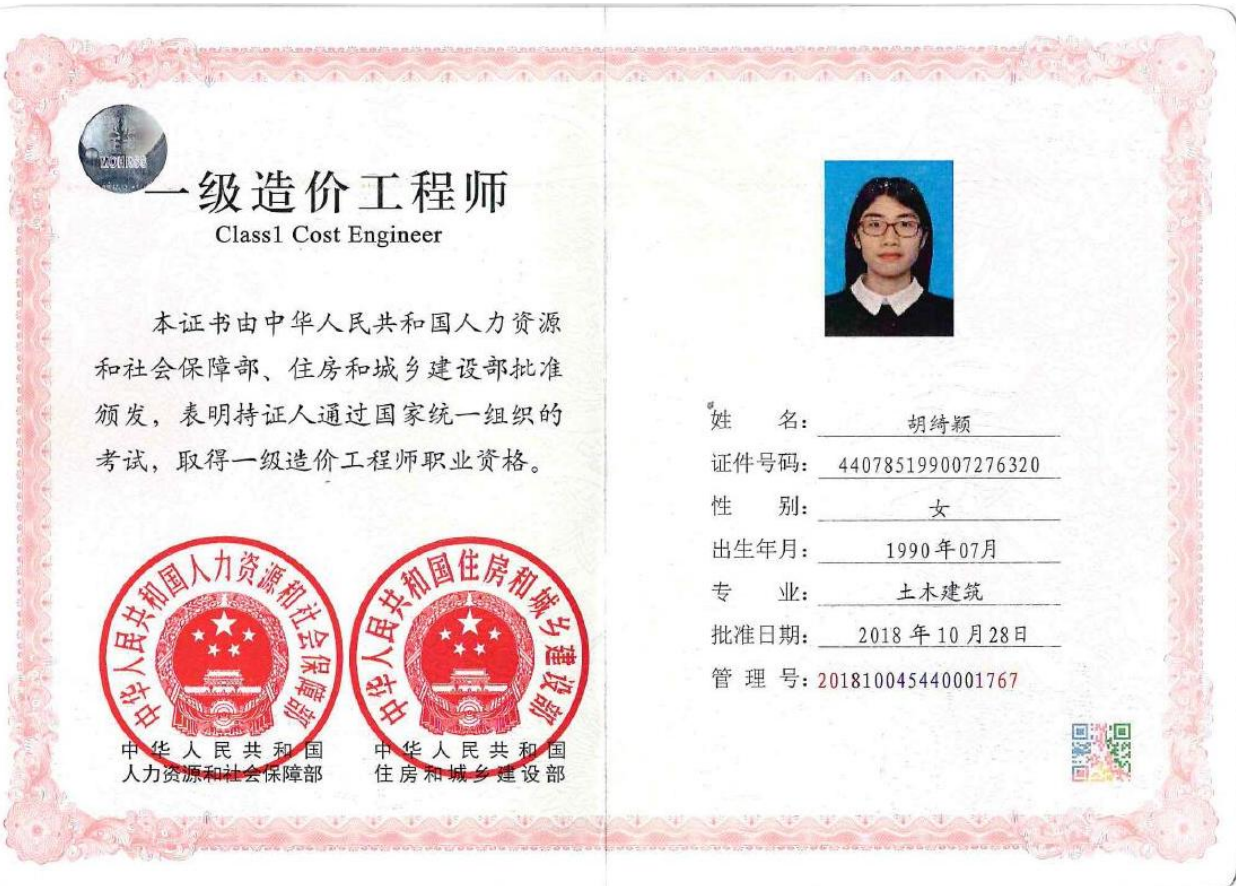 一级造价工程师
Class1 Cost Engineer
本证书由中华人民共和国人力资源
和社会保障部、住房和城乡建设部批准
颁发，表明持证人通过国家统一组织的
考试，取得一级造价工程师职业资格。
中华人民共和国人力资源和社会保障部
中华人民共和国住房和城乡建设部
中华人民共和国
人力资源和社会保障部
中华人民共和国
住房和城乡建设部
姓 名： 胡绮颖
证件号码： 440785199007276320
性 别： 女
出生年月： 1990年07月
专 业： 土木建筑
批准日期： 2018年10月28日
管 理 号：201810045440001767